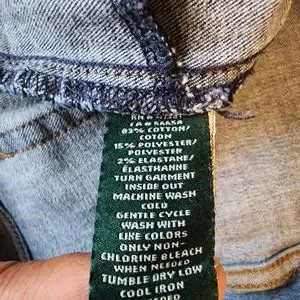 83% COTTON/
COTON
15% POLYESTER/
POLYESTER
2% ELASTANE/
ÉLASTHANNE
TURN GARMENT
INSIDE OUT
MACHINE WASH
COLD
GENTLE CYCLE
WASH WITH
LIKE COLORS
ONLY NON-
CHLORINE BLEACH
WHEN NEEDED
TUMBLE DRY LOW
COOL IRON